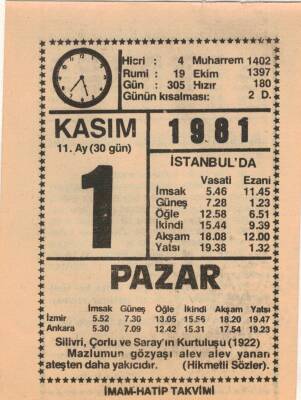 Hicri : 4 Muharrem 1402
Rumi : 19 Ekim 1397
Gün : 305 Hızır 180
Günün kısalması: 2 D.
KASIM
11. Ay (30 gün)
1
1981
İSTANBUL'DA
Vasati Ezani
İmsak 5.46 11.45
Güneş 7.28 1.23
Öğle 12.58 6.51
İkindi 15.44 9.39
Akşam 18.08 12.00
Yatsı 19.38 1.32
PAZAR
İmsak Güneş Öğle İkindi Akşam Yatsı
İzmir 5.52 7.30 13.05 15.56 18.20 19.47
Ankara 5.30 7.09 12.42 15.31 17.54 19.23
Silivri, Çorlu ve Saray'ın Kurtuluşu (1922)
Mazlumun gözyaşı alev alev yanan
ateşten daha yakıcıdır. (Hikmetli Sözler).
İMAM-HATİP TAKVİMİ